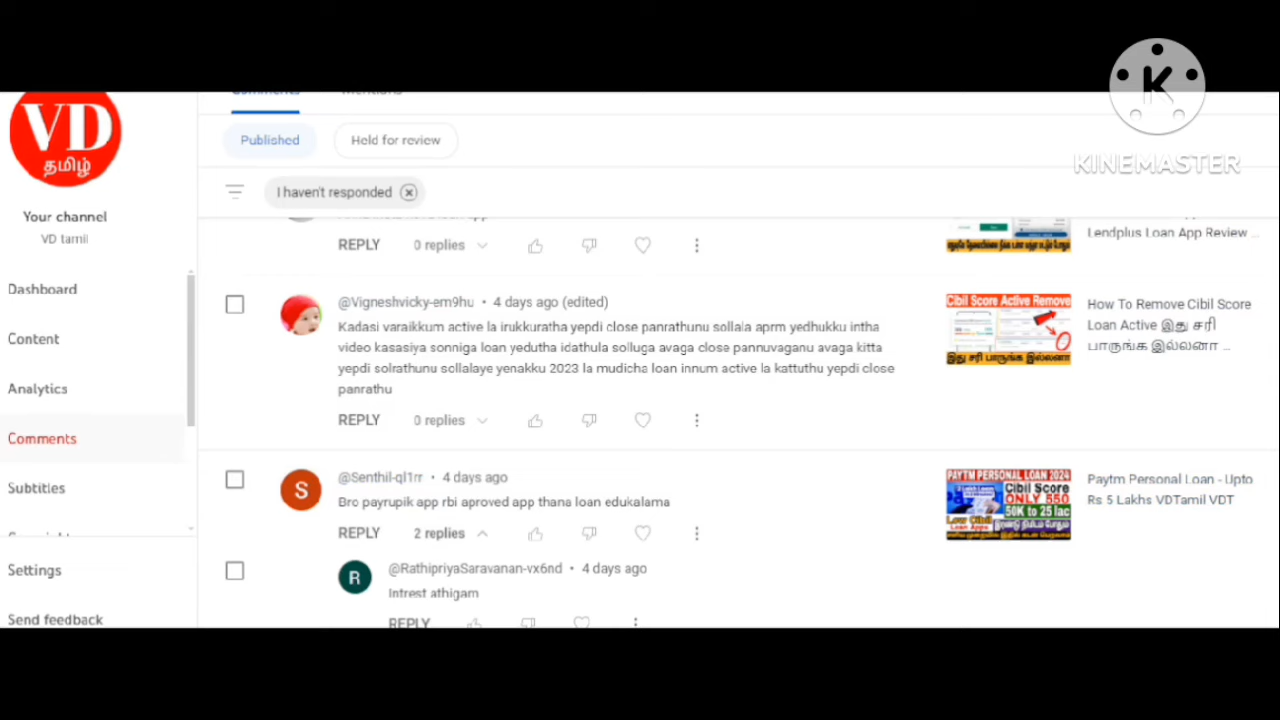 VD
தமிழ்
Your channel
VD tamil
Dashboard
Content
Analytics
Comments
Subtitles
Settings
Send feedback
Comments
Mentions
Published
Held for review
I haven't responded
REPLY 0 replies
Lendplus Loan App Review ...
@Vigneshvicky-em9hu • 4 days ago (edited)
Kadasi varaikkum active la irukkuratha yepdi close panrathunu sollala aprm yedhukku intha
video kasasiya sonniga loan yedutha idathula solluga avaga close pannuvaganu avaga kitta
yepdi solrathunu sollalaye yenakku 2023 la mudicha loan innum active la kattuthu yepdi close
panrathu
REPLY 0 replies
Cibil Score Active Remove
இது சரி பாருங்க இல்லனா
How To Remove Cibil Score
Loan Active இது சரி
பாருங்க இல்லனா ...
S
@Senthil-ql1rr • 4 days ago
Bro payrupik app rbi aproved app thana loan edukalama
REPLY 2 replies
PAYTM PERSONAL LOAN 2024
Cibil Score
ONLY 550
50K to 25 lac
Low Cibil
Loan Apps
Paytm Personal Loan - Upto
Rs 5 Lakhs VDTamil VDT
R
@RathipriyaSaravanan-vx6nd • 4 days ago
Intrest athigam
REPLY
K
KINEMASTER